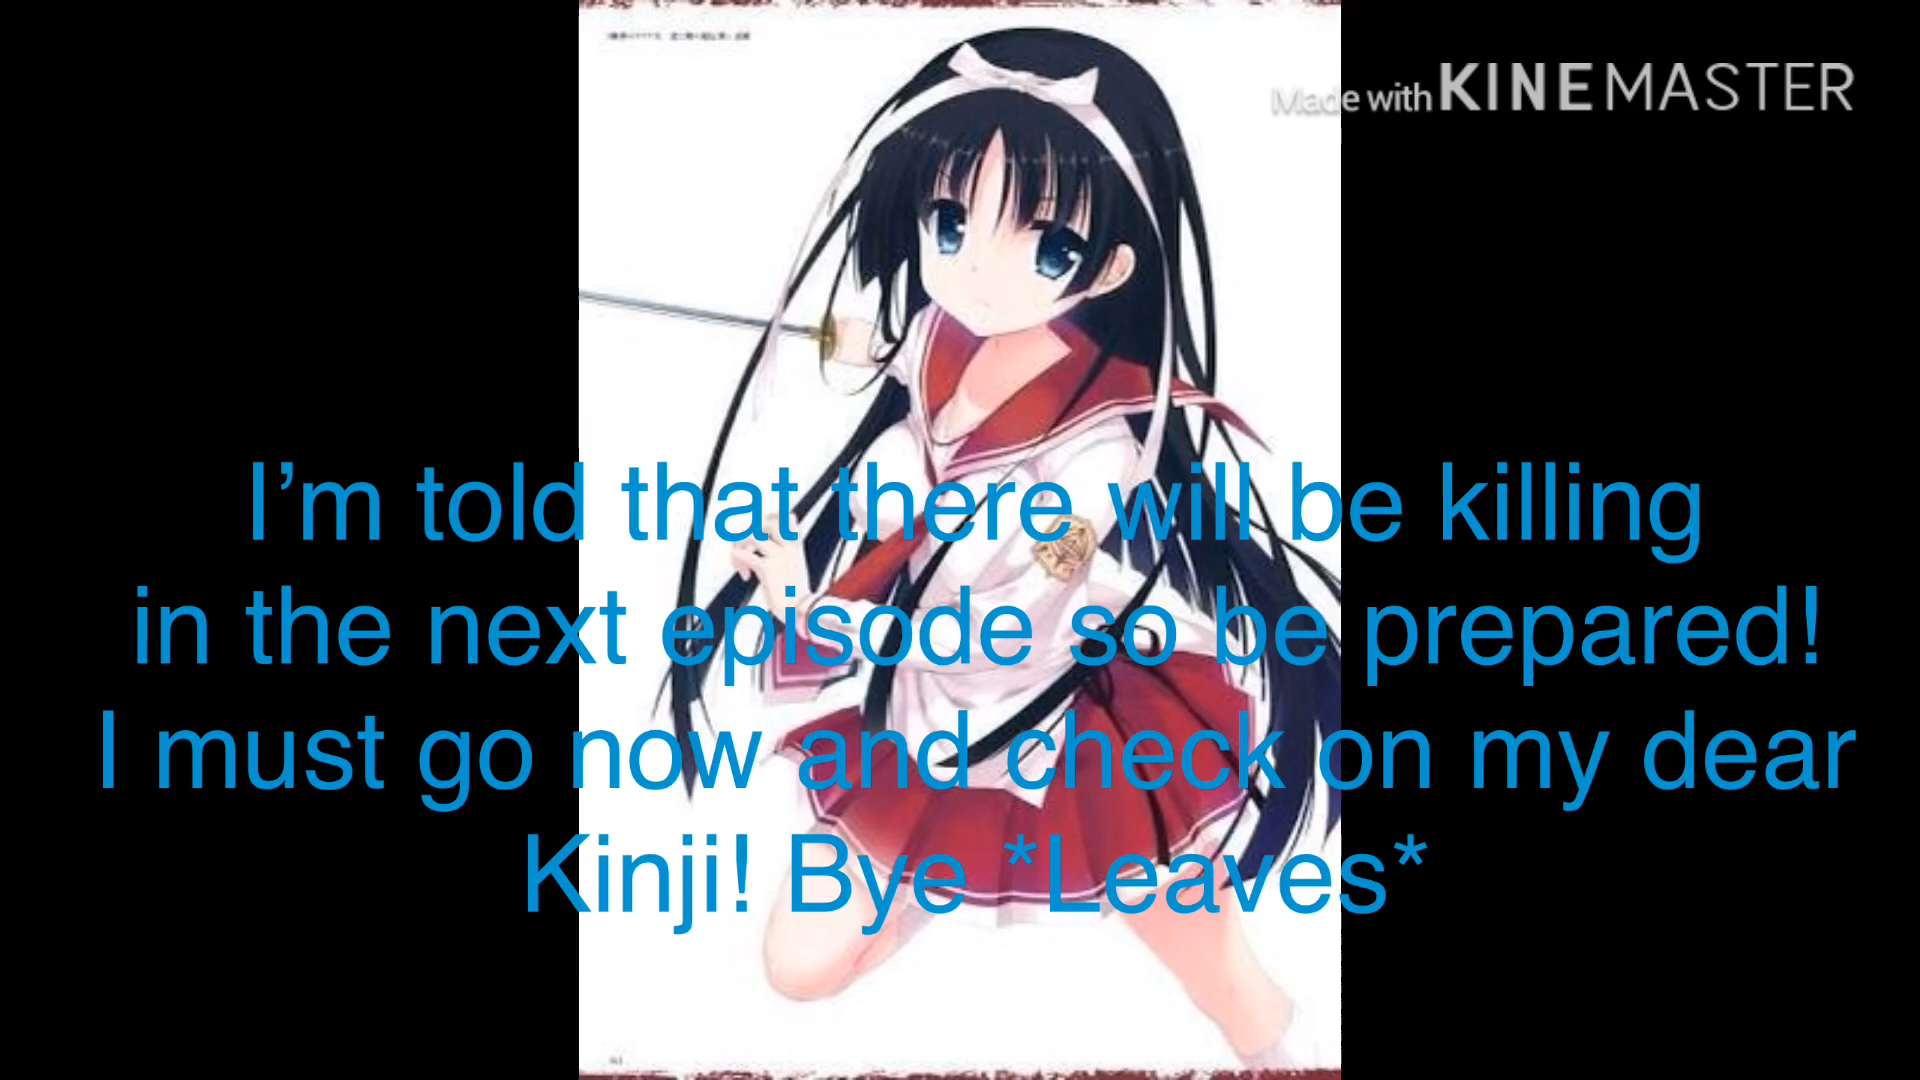 Made with KINEMASTER
I’m told that there will be killing
in the next episode so be prepared!
I must go now and check on my dear
Kinji! Bye *Leaves*